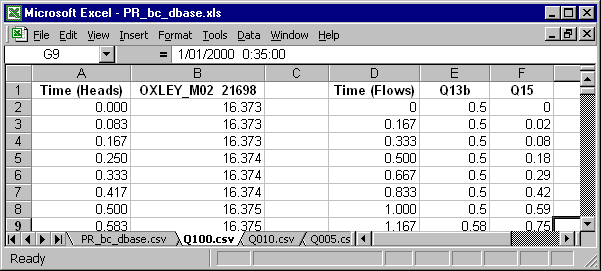 Microsoft Excel - PR_bc_dbase.xls
File Edit View Insert Format Tools Data Window Help
G9 = 1/01/2000 0:35:00
A B C D E F
1 Time (Heads) OXLEY_M02 21698 Time (Flows) Q13b Q15
2 0.000 16.373 0 0.5 0
3 0.083 16.373 0.167 0.5 0.02
4 0.167 16.373 0.333 0.5 0.08
5 0.250 16.374 0.500 0.5 0.18
6 0.333 16.374 0.667 0.5 0.29
7 0.417 16.374 0.833 0.5 0.42
8 0.500 16.375 1.000 0.5 0.59
9 0.583 16.375 1.167 0.58 0.75
PR_bc_dbase.csv Q100.csv Q010.csv Q005.cs
Ready